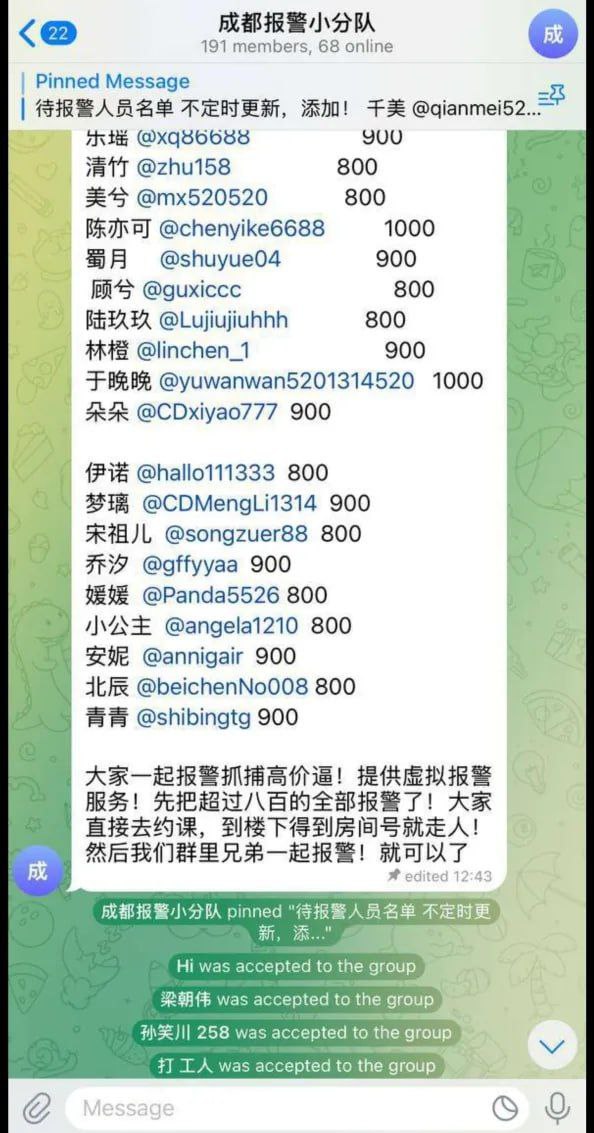 22
成都报警小分队
191 members, 68 online
成
Pinned Message
待报警人员名单 不定时更新，添加！ 千美 @qianmei52...
乐瑶 @xq86688 900
清竹 @zhu158 800
美兮 @mx520520 800
陈亦可 @chenyike6688 1000
蜀月 @shuyue04 900
顾兮 @guxiccc 800
陆玖玖 @Lujiujiuhhh 800
林橙 @linchen_1 900
于晚晚 @yuwanwan5201314520 1000
朵朵 @CDxiyao777 900
伊诺 @hallo111333 800
梦璃 @CDMengLi1314 900
宋祖儿 @songzuer88 800
乔汐 @gffyyaa 900
媛媛 @Panda5526 800
小公主 @angela1210 800
安妮 @annigair 900
北辰 @beichenNo008 800
青青 @shibingtg 900
大家一起报警抓捕高价逼！提供虚拟报警
服务！先把超过八百的全部报警了！大家
直接去约课，到楼下得到房间号就走人！
然后我们群里兄弟一起报警！就可以了
edited 12:43
成
成都报警小分队 pinned "待报警人员名单 不定时更
新，添..."
Hi was accepted to the group
梁朝伟 was accepted to the group
孙笑川 258 was accepted to the group
打 工人 was accepted to the group
Message